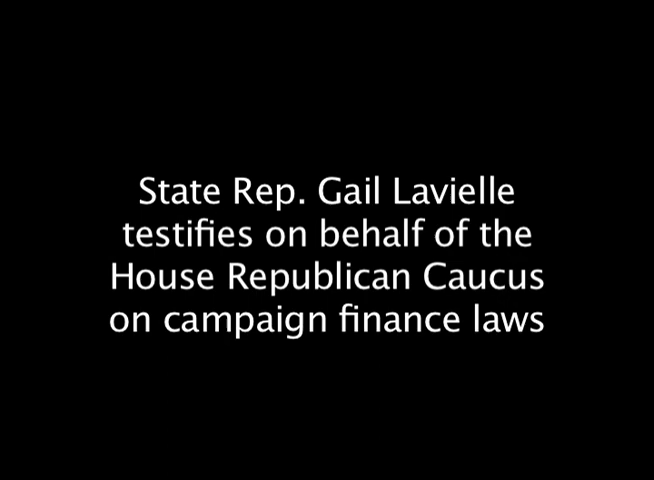 State Rep. Gail Lavielle
testifies on behalf of the
House Republican Caucus
on campaign finance laws